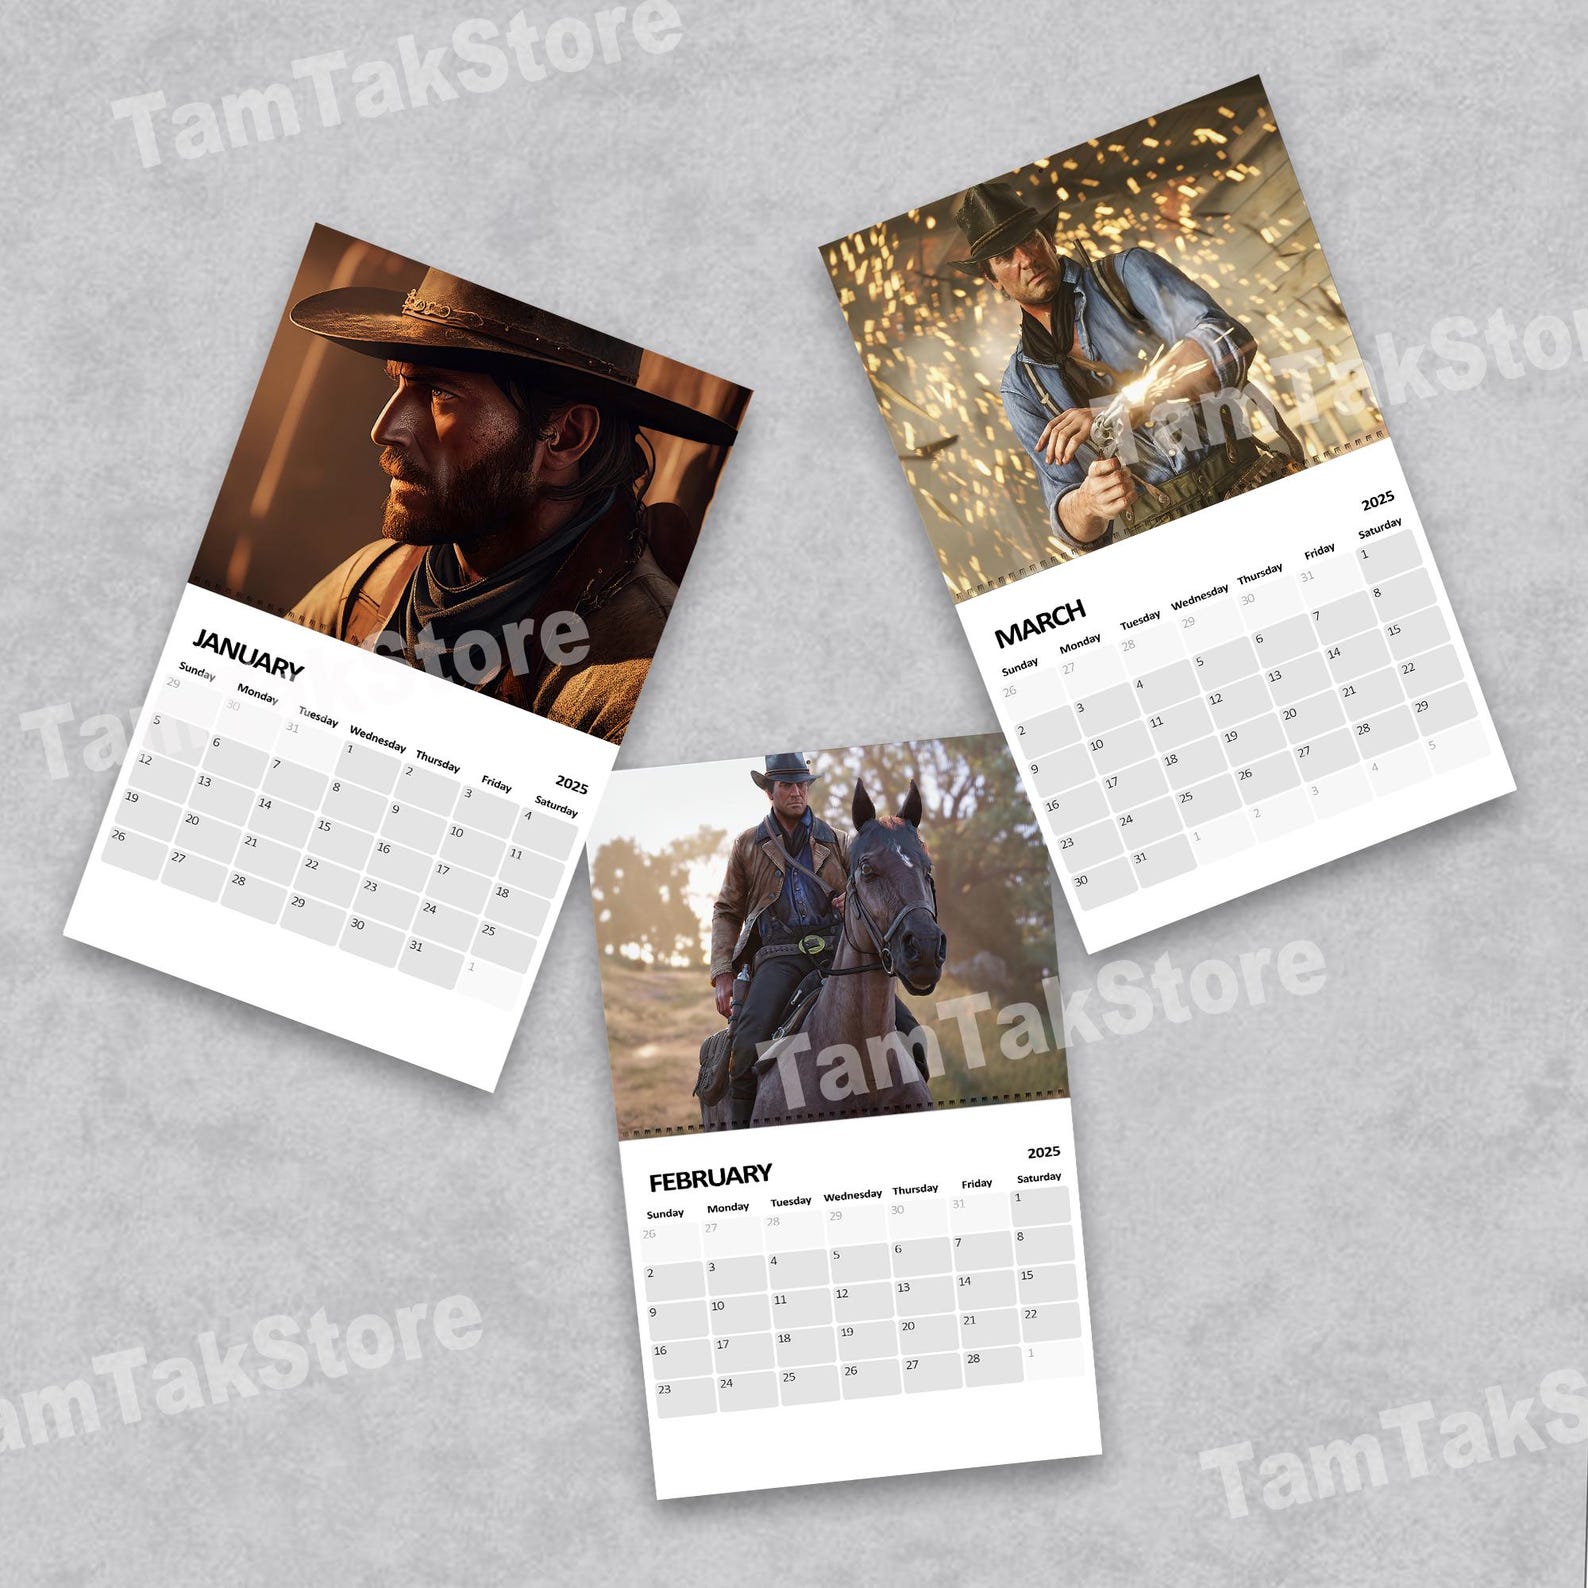 TamTakStore
TamTakStor
JANUARY
2025
Sunday Monday Tuesday Wednesday Thursday Friday Saturday
29 30 31 1 2 3 4
5 6 7 8 9 10 11
12 13 14 15 16 17 18
19 20 21 22 23 24 25
26 27 28 29 30 31 1
TamTakStore
MARCH
2025
Sunday Monday Tuesday Wednesday Thursday Friday Saturday
26 27 28 29 30 31 1
2 3 4 5 6 7 8
9 10 11 12 13 14 15
16 17 18 19 20 21 22
23 24 25 26 27 28 29
30 31 1 2 3 4 5
TamTakStore
FEBRUARY
2025
Sunday Monday Tuesday Wednesday Thursday Friday Saturday
26 27 28 29 30 31 1
2 3 4 5 6 7 8
9 10 11 12 13 14 15
16 17 18 19 20 21 22
23 24 25 26 27 28 1
amTakStore
TamTakS